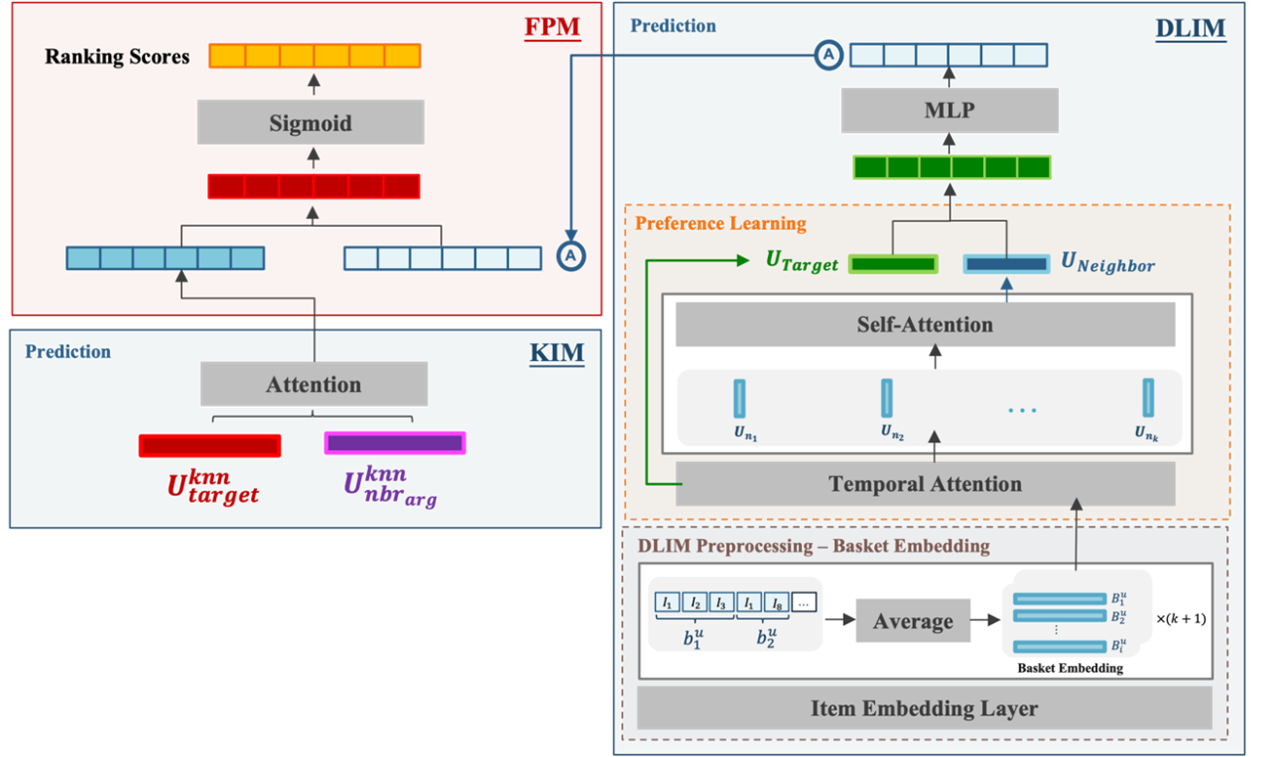 FPM
Ranking Scores
Sigmoid
A
Prediction
KIM
Attention
U_{target}^{knn}
U_{nbr_{arg}}^{knn}
Prediction
DLIM
A
MLP
Preference Learning
U_{Target}
U_{Neighbor}
Self-Attention
U_{n_1} U_{n_2} ... U_{n_k}
Temporal Attention
DLIM Preprocessing – Basket Embedding
I_1 I_2 I_3 I_1 I_8 ...
b_1^u b_2^u
Average
B_1^u
B_2^u
⋮
B_i^u
×(k + 1)
Basket Embedding
Item Embedding Layer